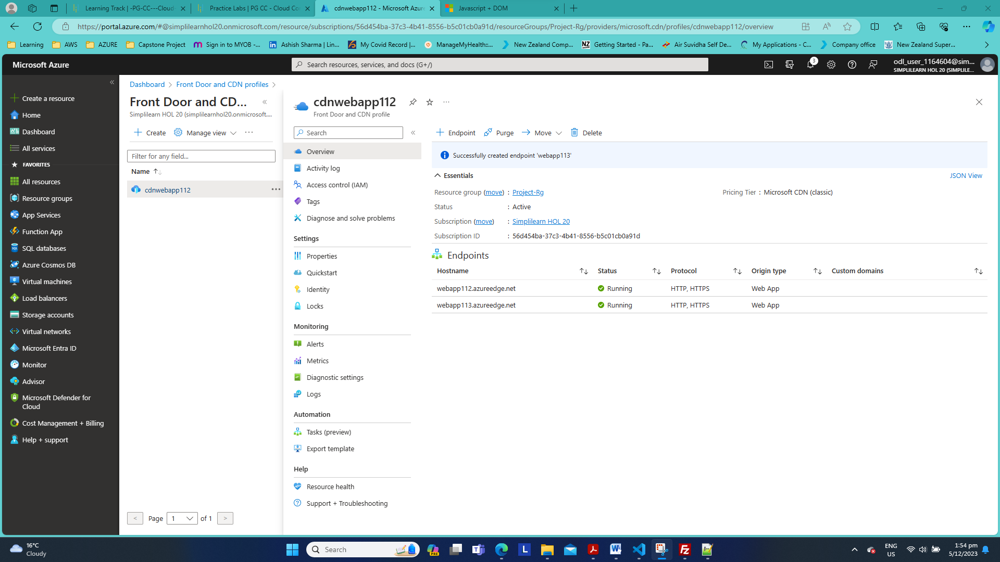 Learning Track | -PG-CC---Cloud-
Practice Labs | PG CC - Cloud Co
cdnwebapp112 - Microsoft Azure
Javascript + DOM
https://portal.azure.com/#@simplilearnhol20.onmicrosoft.com/resource/subscriptions/56d454ba-37c3-4b41-8556-b5c01cb0a91d/resourceGroups/Project-Rg/providers/microsoft.cdn/profiles/cdnwebapp112/overview
Learning
AWS
AZURE
Capstone Project
Sign in to MYOB -...
Ashish Sharma | Lin...
My Covid Record |...
ManageMyHealth::...
New Zealand Comp...
NZ
Getting Started - Pa...
Air Suvidha Self De...
My Applications - C...
Company office
New Zealand Super...
Microsoft Azure
Search resources, services, and docs (G+/)
3
odl_user_1164604@sim...
SIMPLILEARN HOL 20 (SIMPLILE...
Create a resource
Home
Dashboard
All services
FAVORITES
All resources
Resource groups
App Services
Function App
SQL databases
Azure Cosmos DB
Virtual machines
Load balancers
Storage accounts
Virtual networks
Microsoft Entra ID
Monitor
Advisor
Microsoft Defender for
Cloud
Cost Management + Billing
Help + support
Dashboard > Front Door and CDN profiles >
Front Door and CD...
Simplilearn HOL 20 (simplilearnhol20.onmicrosoft....
Create
Manage view
Filter for any field...
Name
cdnwebapp112
< Page 1 of 1 >
cdnwebapp112
Front Door and CDN profile
Search
Overview
Activity log
Access control (IAM)
Tags
Diagnose and solve problems
Settings
Properties
Quickstart
Identity
Locks
Monitoring
Alerts
Metrics
Diagnostic settings
Logs
Automation
Tasks (preview)
Export template
Help
Resource health
Support + Troubleshooting
Endpoint
Purge
Move
Delete
Successfully created endpoint 'webapp113'
Essentials
JSON View
Resource group (move) : Project-Rg
Pricing Tier : Microsoft CDN (classic)
Status : Active
Subscription (move) : Simplilearn HOL 20
Subscription ID : 56d454ba-37c3-4b41-8556-b5c01cb0a91d
Endpoints
Hostname Status Protocol Origin type Custom domains
webapp112.azureedge.net Running HTTP, HTTPS Web App
webapp113.azureedge.net Running HTTP, HTTPS Web App
16°C
Cloudy
Search
PRE
L
ENG
US
1:54 pm
5/12/2023